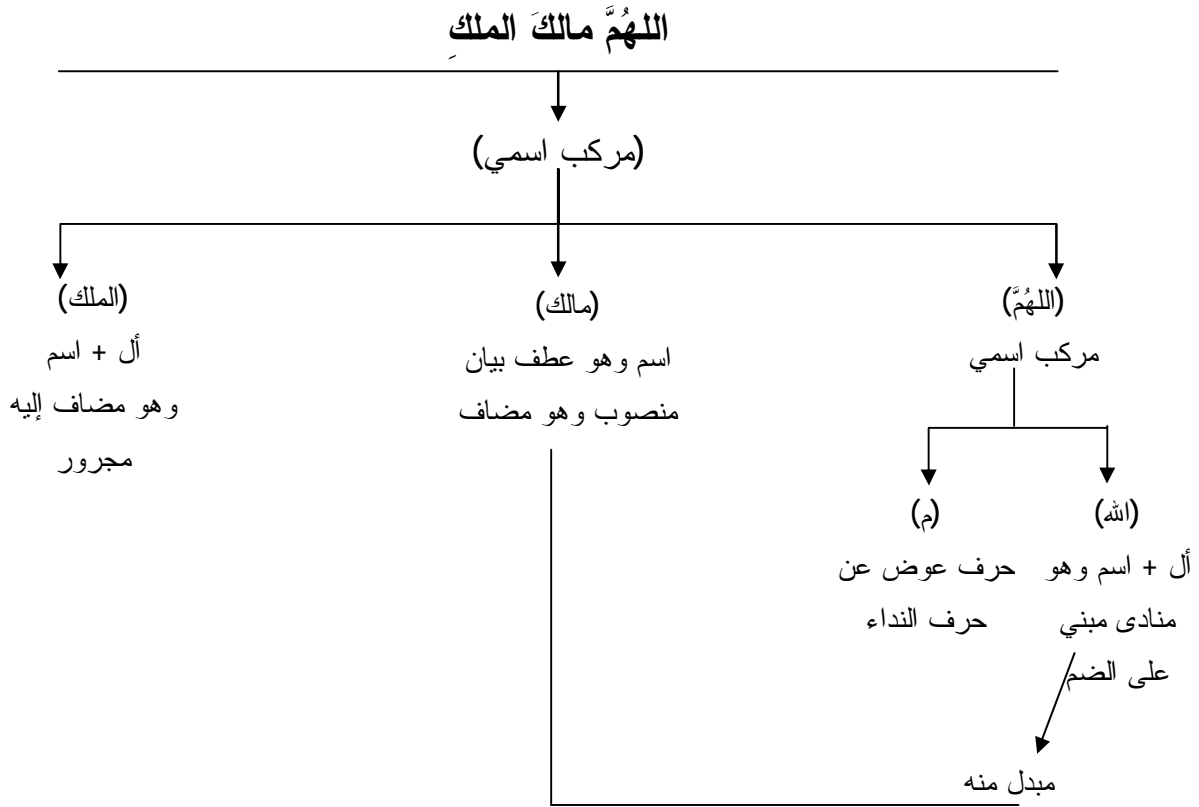 اللهُمَّ مالكَ الملكِ
(مركب اسمي)
(اللهُمَّ)
مركب اسمي
(الله)
أل + اسم وهو
منادى مبني
على الضم
مبدل منه
(م)
حرف عوض عن
حرف النداء
(مالك)
اسم وهو عطف بيان
منصوب وهو مضاف
(الملك)
أل + اسم
وهو مضاف إليه
مجرور